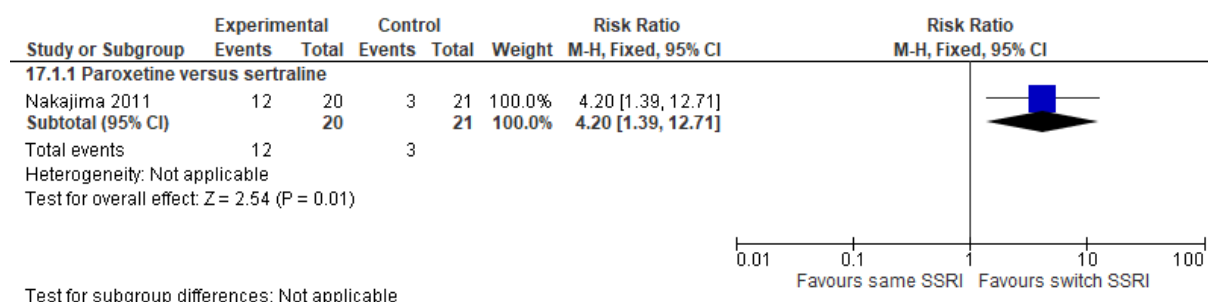 Experimental Control Risk Ratio Risk Ratio
Study or Subgroup Events Total Events Total Weight M-H, Fixed, 95% CI M-H, Fixed, 95% CI
17.1.1 Paroxetine versus sertraline
Nakajima 2011 12 20 3 21 100.0% 4.20 [1.39, 12.71]
Subtotal (95% CI) 20 21 100.0% 4.20 [1.39, 12.71]
Total events 12 3
Heterogeneity: Not applicable
Test for overall effect: Z = 2.54 (P = 0.01)
0.01 0.1 1 10 100
Favours same SSRI Favours switch SSRI
Test for subgroup differences: Not applicable